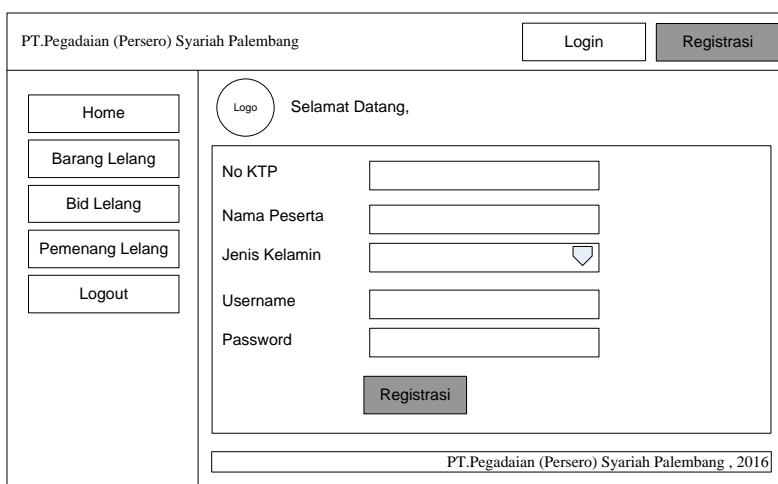 PT.Pegadaian (Persero) Syariah Palembang
Login
Registrasi
Home
Barang Lelang
Bid Lelang
Pemenang Lelang
Logout
Logo
Selamat Datang,
No KTP
Nama Peserta
Jenis Kelamin
Username
Password
Registrasi
PT.Pegadaian (Persero) Syariah Palembang , 2016